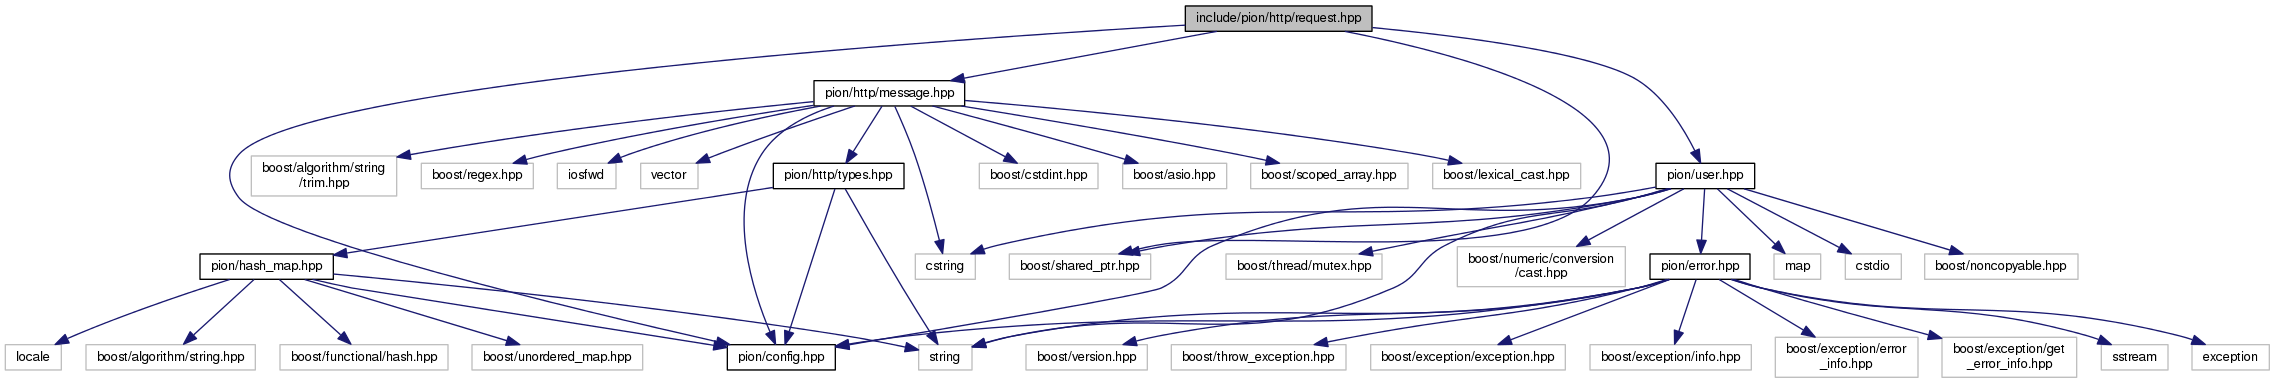 include/pion/http/request.hpp
pion/http/message.hpp
boost/algorithm/string
/trim.hpp
boost/regex.hpp
iosfwd
vector
pion/http/types.hpp
boost/cstdint.hpp
boost/asio.hpp
boost/scoped_array.hpp
boost/lexical_cast.hpp
pion/user.hpp
pion/hash_map.hpp
cstring
boost/shared_ptr.hpp
boost/thread/mutex.hpp
boost/numeric/conversion
/cast.hpp
pion/error.hpp
map
cstdio
boost/noncopyable.hpp
locale
boost/algorithm/string.hpp
boost/functional/hash.hpp
boost/unordered_map.hpp
pion/config.hpp
string
boost/version.hpp
boost/throw_exception.hpp
boost/exception/exception.hpp
boost/exception/info.hpp
boost/exception/error
_info.hpp
boost/exception/get
_error_info.hpp
sstream
exception